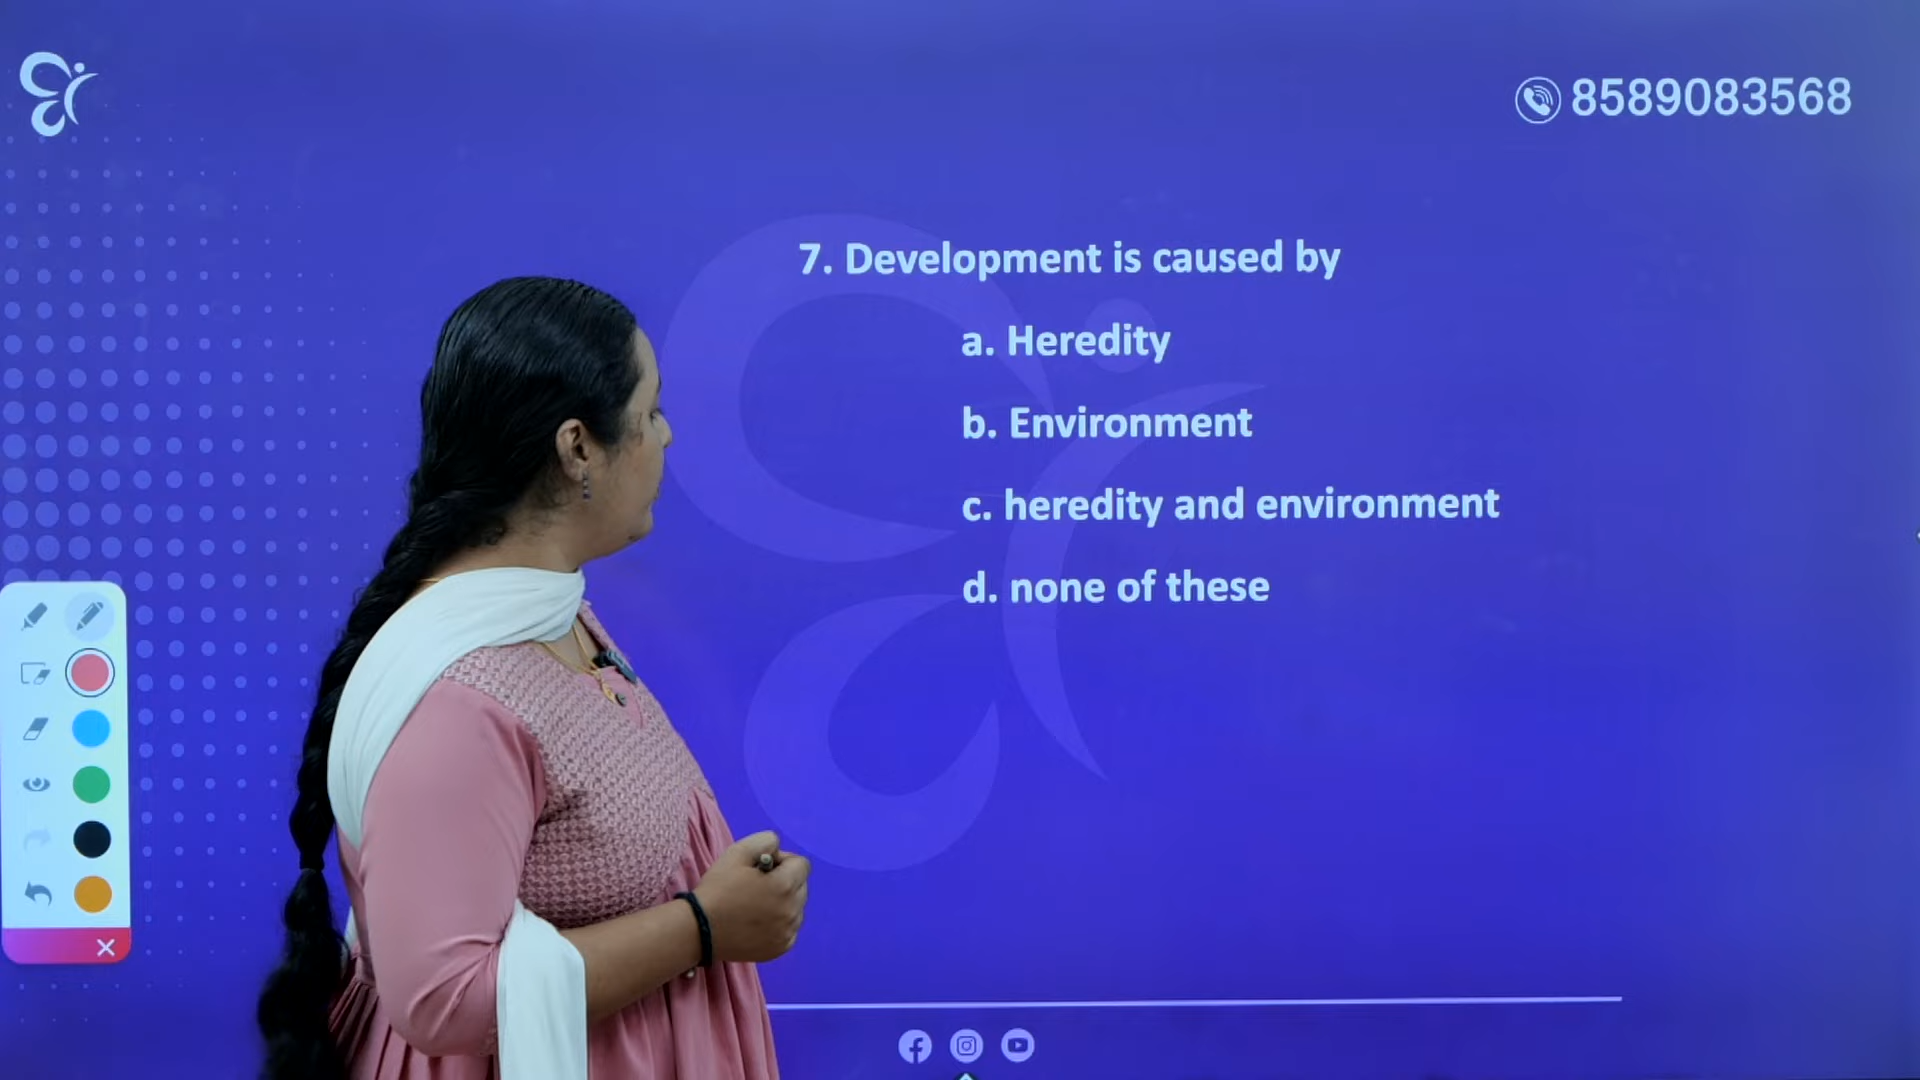 8589083568
7. Development is caused by
a. Heredity
b. Environment
c. heredity and environment
d. none of these